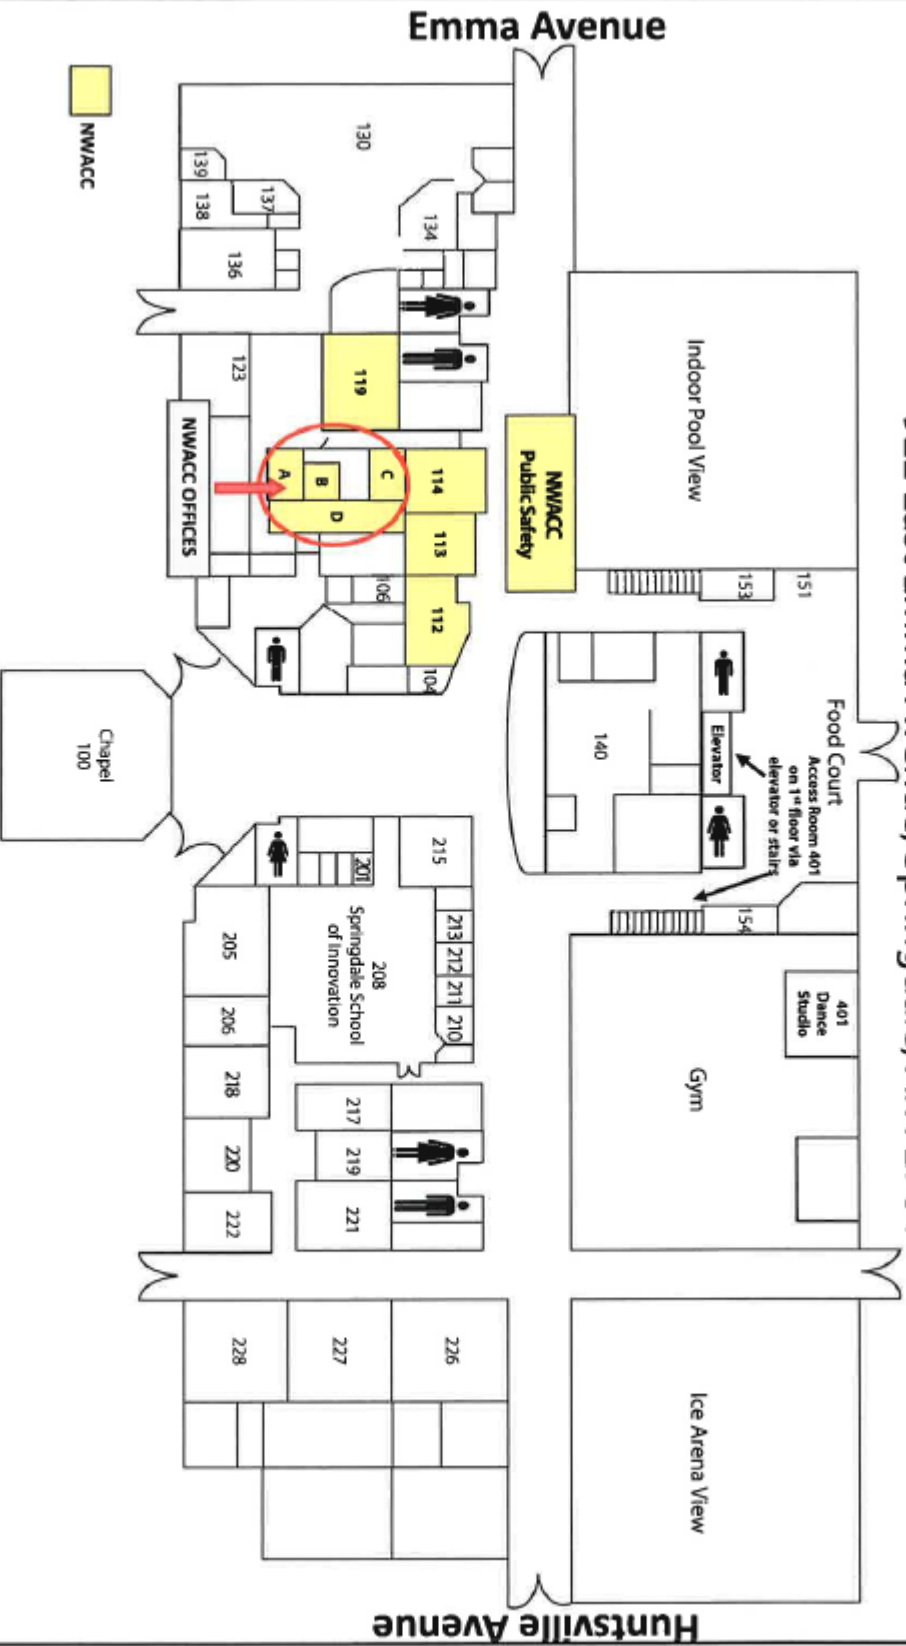 Emma Avenue
NWACC
130
139
138
137
134
136
123
119
NWACC OFFICES
A
B
C
D
114
113
112
106
104
NWACC
Public Safety
Indoor Pool View
153
151
Food Court
Access Room 401
on 1st floor via
elevator or stairs
Elevator
140
Chapel
100
201
215
154
205
206
208
Springdale School
of Innovation
213
212
211
210
401
Dance
Studio
Gym
218
220
222
217
219
221
228
227
226
Ice Arena View
Huntsville Avenue